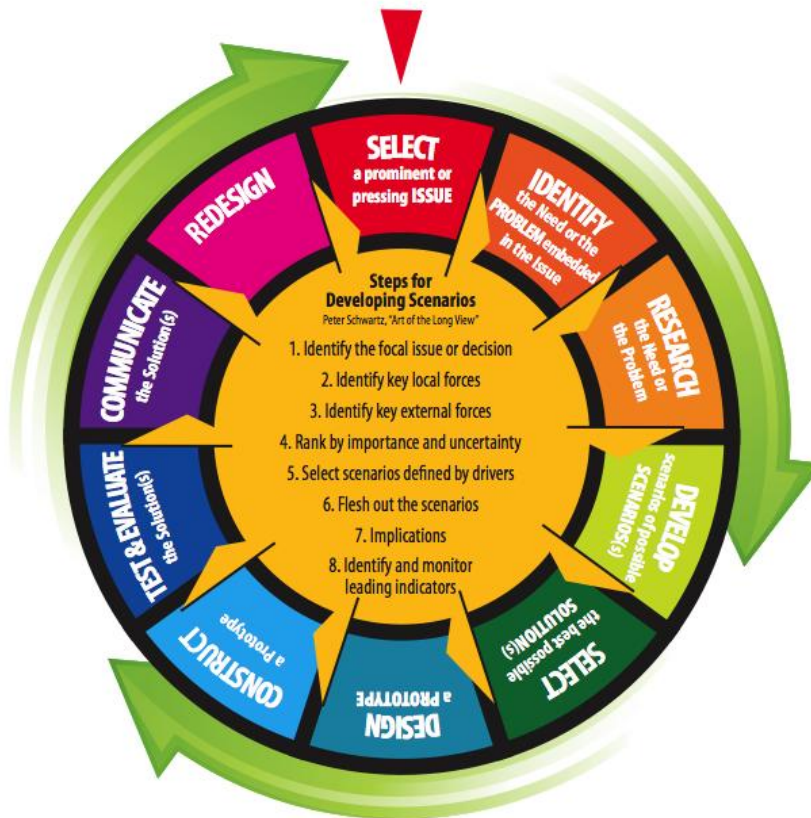 SELECT
a prominent or
pressing ISSUE
IDENTIFY
the Need or the
PROBLEM embedded
in the Issue
RESEARCH
the Need or
the Problem
DEVELOP
scenarios of possible
SCENARIOS(s)
SELECT
the best possible
SOLUTION(s)
DESIGN
a PROTOTYPE
CONSTRUCT
a Prototype
TEST & EVALUATE
the Solution(s)
COMMUNICATE
the Solution(s)
REDESIGN
Steps for
Developing Scenarios
Peter Schwartz, "Art of the Long View"
1. Identify the focal issue or decision
2. Identify key local forces
3. Identify key external forces
4. Rank by importance and uncertainty
5. Select scenarios defined by drivers
6. Flesh out the scenarios
7. Implications
8. Identify and monitor
leading indicators